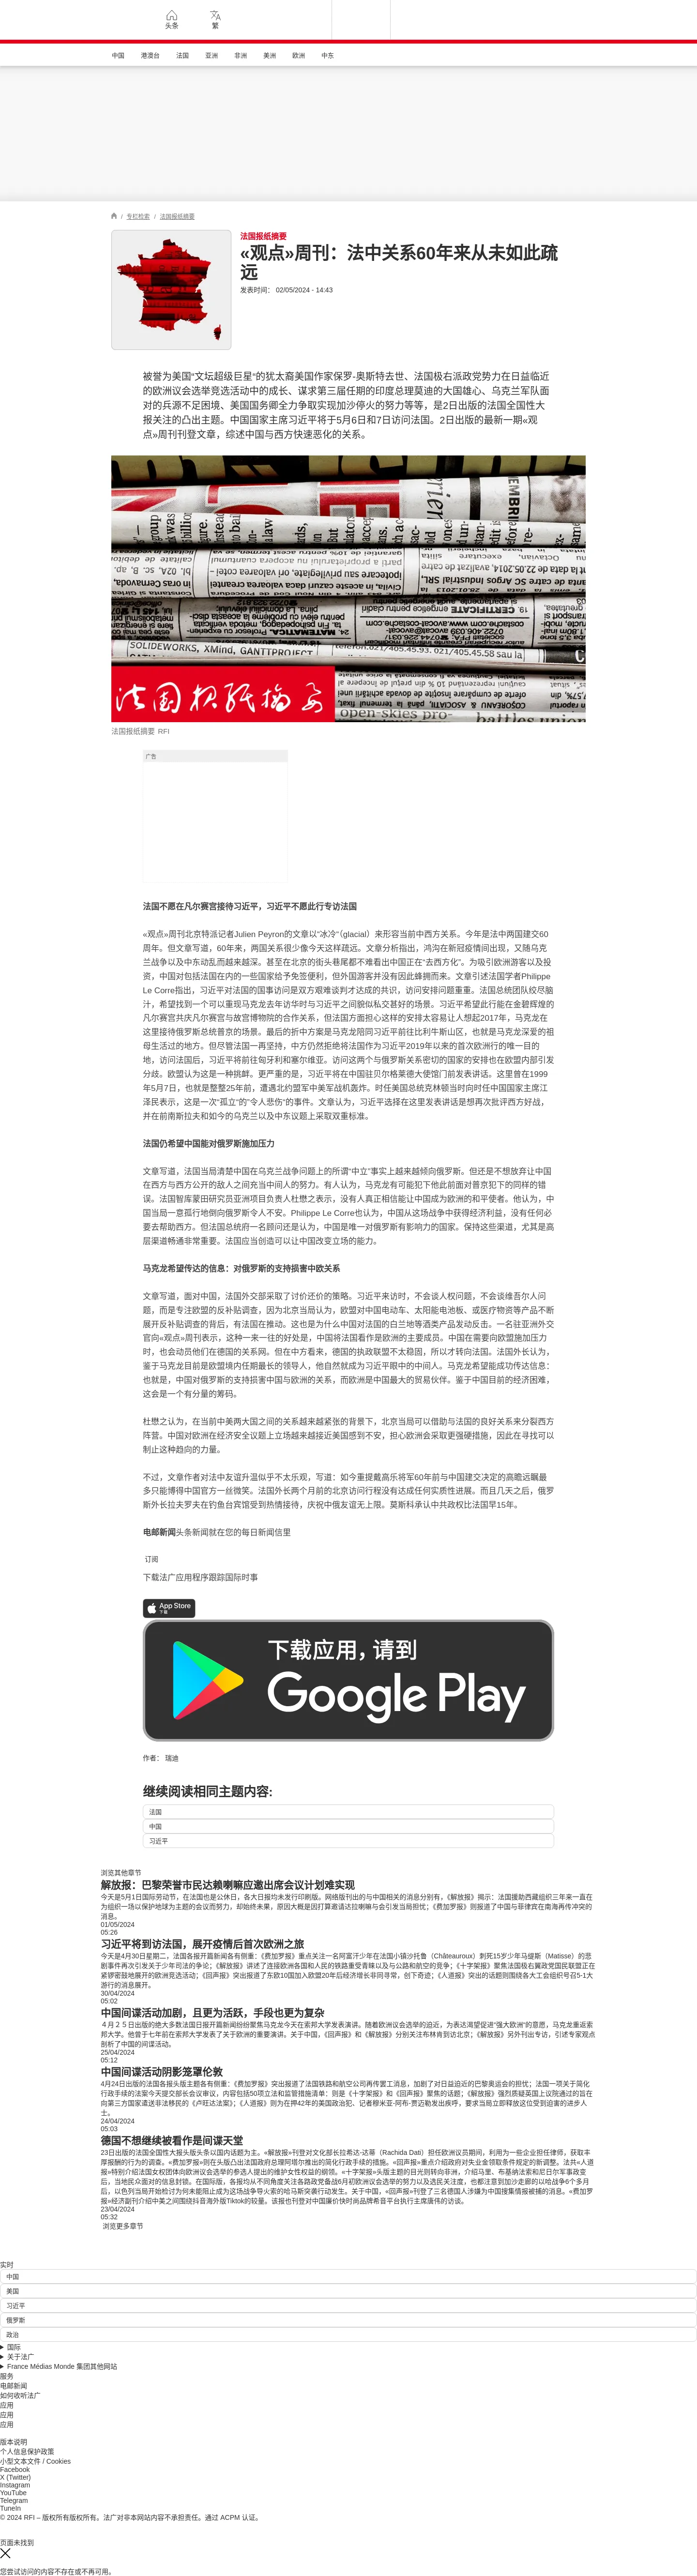 头条
繁
中国
港澳台
法国
亚洲
非洲
美洲
欧洲
中东
/ 专栏检索 / 法国报纸摘要
法国报纸摘要
«观点»周刊：法中关系60年来从未如此疏
远
发表时间： 02/05/2024 - 14:43
被誉为美国“文坛超级巨星”的犹太裔美国作家保罗-奥斯特去世、法国极右派政党势力在日益临近
的欧洲议会选举竞选活动中的成长、谋求第三届任期的印度总理莫迪的大国雄心、乌克兰军队面
对的兵源不足困境、美国国务卿全力争取实现加沙停火的努力等等，是2日出版的法国全国性大
报关注的凸出主题。中国国家主席习近平将于5月6日和7日访问法国。2日出版的最新一期«观
点»周刊刊登文章，综述中国与西方快速恶化的关系。
法国报纸摘要
法国报纸摘要 RFI
广告
法国不愿在凡尔赛宫接待习近平，习近平不愿此行专访法国
«观点»周刊北京特派记者Julien Peyron的文章以"冰冷"（glacial）来形容当前中西方关系。今年是法中两国建交60
周年。但文章写道，60年来，两国关系很少像今天这样疏远。文章分析指出，鸿沟在新冠疫情间出现，又随乌克
兰战争以及中东动乱而越来越深。甚至在北京的街头巷尾都不难看出中国正在“去西方化”。为吸引欧洲游客以及投
资，中国对包括法国在内的一些国家给予免签便利，但外国游客并没有因此蜂拥而来。文章引述法国学者Philippe
Le Corre指出，习近平对法国的国事访问是双方艰难谈判才达成的共识，访问安排问题重重。法国总统团队绞尽脑
汁，希望找到一个可以重现马克龙去年访华时与习近平之间貌似私交甚好的场景。习近平希望此行能在金碧辉煌的
凡尔赛宫共庆凡尔赛宫与故宫博物院的合作关系，但法国方面担心这样的安排太容易让人想起2017年，马克龙在
这里接待俄罗斯总统普京的场景。最后的折中方案是马克龙陪同习近平前往比利牛斯山区，也就是马克龙深爱的祖
母生活过的地方。但尽管法国一再坚持，中方仍然拒绝将法国作为习近平2019年以来的首次欧洲行的唯一目的
地，访问法国后，习近平将前往匈牙利和塞尔维亚。访问这两个与俄罗斯关系密切的国家的安排也在欧盟内部引发
分歧。欧盟认为这是一种挑衅。更严重的是，习近平将在中国驻贝尔格莱德大使馆门前发表讲话。这里曾在1999
年5月7日，也就是整整25年前，遭遇北约盟军中美军战机轰炸。时任美国总统克林顿当时向时任中国国家主席江
泽民表示，这是一次“孤立”的“令人悲伤”的事件。文章认为，习近平选择在这里发表讲话是想再次批评西方好战，
并在前南斯拉夫和如今的乌克兰以及中东议题上采取双重标准。
法国仍希望中国能对俄罗斯施加压力
文章写道，法国当局清楚中国在乌克兰战争问题上的所谓“中立”事实上越来越倾向俄罗斯。但还是不想放弃让中国
在西方与西方公开的敌人之间充当中间人的努力。有人认为，马克龙有可能犯下他此前面对普京犯下的同样的错
误。法国智库蒙田研究员亚洲项目负责人杜懋之表示，没有人真正相信能让中国成为欧洲的和平使者。他认为，中
国当局一意孤行地倒向俄罗斯令人不安。Philippe Le Corre也认为，中国从这场战争中获得经济利益，没有任何必
要去帮助西方。但法国总统府一名顾问还是认为，中国是唯一对俄罗斯有影响力的国家。保持这些渠道，尤其是高
层渠道畅通非常重要。法国应当创造可以让中国改变立场的能力。
马克龙希望传达的信息：对俄罗斯的支持损害中欧关系
文章写道，面对中国，法国外交部采取了讨价还价的策略。习近平来访时，不会谈人权问题，不会谈维吾尔人问
题，而是专注欧盟的反补贴调查，因为北京当局认为，欧盟对中国电动车、太阳能电池板、或医疗物资等产品不断
展开反补贴调查的背后，有法国在推动。这也是为什么中国对法国的白兰地等酒类产品发动反击。一名驻亚洲外交
官向«观点»周刊表示，这种一来一往的好处是，中国将法国看作是欧洲的主要成员。中国在需要向欧盟施加压力
时，也会动员他们在德国的关系网。但在中方看来，德国的执政联盟不太稳固，所以才转向法国。法国外长认为，
鉴于马克龙目前是欧盟境内任期最长的领导人，他自然就成为习近平眼中的中间人。马克龙希望能成功传达信息：
也就是，中国对俄罗斯的支持损害中国与欧洲的关系，而欧洲是中国最大的贸易伙伴。鉴于中国目前的经济困难，
这会是一个有分量的筹码。
杜懋之认为，在当前中美两大国之间的关系越来越紧张的背景下，北京当局可以借助与法国的良好关系来分裂西方
阵营。中国对欧洲在经济安全议题上立场越来越接近美国感到不安，担心欧洲会采取更强硬措施，因此在寻找可以
制止这种趋向的力量。
不过，文章作者对法中友谊升温似乎不太乐观，写道：如今重提戴高乐将军60年前与中国建交决定的高瞻远瞩最
多只能博得中国官方一丝微笑。法国外长两个月前的北京访问行程没有达成任何实质性进展。而且几天之后，俄罗
斯外长拉夫罗夫在钓鱼台宾馆受到热情接待，庆祝中俄友谊无上限。莫斯科承认中共政权比法国早15年。
电邮新闻头条新闻就在您的每日新闻信里
订阅
下载法广应用程序跟踪国际时事
App Store
下载
下载应用，请到
Google Play
作者： 瑞迪
继续阅读相同主题内容:
法国
中国
习近平
浏览其他章节
解放报：巴黎荣誉市民达赖喇嘛应邀出席会议计划难实现
今天是5月1日国际劳动节，在法国也是公休日，各大日报均未发行印刷版。网络版刊出的与中国相关的消息分别有，《解放报》揭示：法国援助西藏组织三年来一直在
为组织一场以保护地球为主题的会议而努力，却始终未果，原因大概是因打算邀请达拉喇嘛与会引发当局担忧；《费加罗报》则报道了中国与菲律宾在南海再传冲突的
消息。
01/05/2024
05:26
习近平将到访法国，展开疫情后首次欧洲之旅
今天是4月30日星期二，法国各报开篇新闻各有侧重：《费加罗报》重点关注一名阿富汗少年在法国小镇沙托鲁（Châteauroux）刺死15岁少年马缇斯（Matisse）的悲
剧事件再次引发关于少年司法的争论；《解放报》讲述了连接欧洲各国和人民的铁路重受青睐以及与公路和航空的竞争；《十字架报》聚焦法国极右翼政党国民联盟正在
紧锣密鼓地展开的欧洲竞选活动；《回声报》突出报道了东欧10国加入欧盟20年后经济增长非同寻常，创下奇迹；《人道报》突出的话题则围绕各大工会组织号召5-1大
游行的消息展开。
30/04/2024
05:02
中国间谍活动加剧，且更为活跃，手段也更为复杂
４月２５日出版的绝大多数法国日报开篇新闻纷纷聚焦马克龙今天在索邦大学发表演讲。随着欧洲议会选举的迫近，为表达渴望促进“强大欧洲”的意愿，马克龙重返索
邦大学。他曾于七年前在索邦大学发表了关于欧洲的重要演讲。关于中国，《回声报》和《解放报》分别关注布林肯到访北京；《解放报》另外刊出专访，引述专家观点
剖析了中国的间谍活动。
25/04/2024
05:12
中国间谍活动阴影笼罩伦敦
4月24日出版的法国各报头版主题各有侧重：《费加罗报》突出报道了法国铁路和航空公司再传罢工消息，加剧了对日益迫近的巴黎奥运会的担忧；法国一项关于简化
行政手续的法案今天提交部长会议审议，内容包括50项立法和监管措施清单：则是《十字架报》和《回声报》聚焦的话题；《解放报》强烈质疑英国上议院通过的旨在
向第三方国家遣送非法移民的《卢旺达法案》；《人道报》则为在押42年的美国政治犯、记者穆米亚·阿布-贾迈勒发出疾呼，要求当局立即释放这位受到迫害的进步人
士。
24/04/2024
05:03
德国不想继续被看作是间谍天堂
23日出版的法国全国性大报头版头条以国内话题为主。«解放报»刊登对文化部长拉希达-达蒂（Rachida Dati）担任欧洲议员期间，利用为一些企业担任律师，获取丰
厚报酬的行为的调查。«费加罗报»则在头版凸出法国政府总理阿塔尔推出的简化行政手续的措施。«回声报»重点介绍政府对失业金领取条件规定的新调整。法共«人道
报»特别介绍法国女权团体向欧洲议会选举的参选人提出的维护女性权益的纲领。«十字架报»头版主题的目光则转向非洲，介绍马里、布基纳法索和尼日尔军事政变
后，当地民众面对的信息封锁。在国际版，各报均从不同角度关注各路政党备战6月初欧洲议会选举的努力以及选民关注度，也都注意到加沙走廊的以哈战争6个多月
后，以色列当局开始检讨为何未能阻止成为这场战争导火索的哈马斯突袭行动发生。关于中国，«回声报»刊登了三名德国人涉嫌为中国搜集情报被捕的消息。«费加罗
报»经济副刊介绍中美之间围绕抖音海外版Tiktok的较量。该报也刊登对中国廉价快时尚品牌希音平台执行主席唐伟的访谈。
23/04/2024
05:32
浏览更多章节
实时
中国
美国
习近平
俄罗斯
政治
国际
关于法广
France Médias Monde 集团其他网站
服务
电邮新闻
如何收听法广
应用
应用
应用
版本说明
个人信息保护政策
小型文本文件 / Cookies
Facebook
X (Twitter)
Instagram
YouTube
Telegram
TuneIn
© 2024 RFI – 版权所有版权所有。法广对非本网站内容不承担责任。通过 ACPM 认证。
页面未找到
您尝试访问的内容不存在或不再可用。